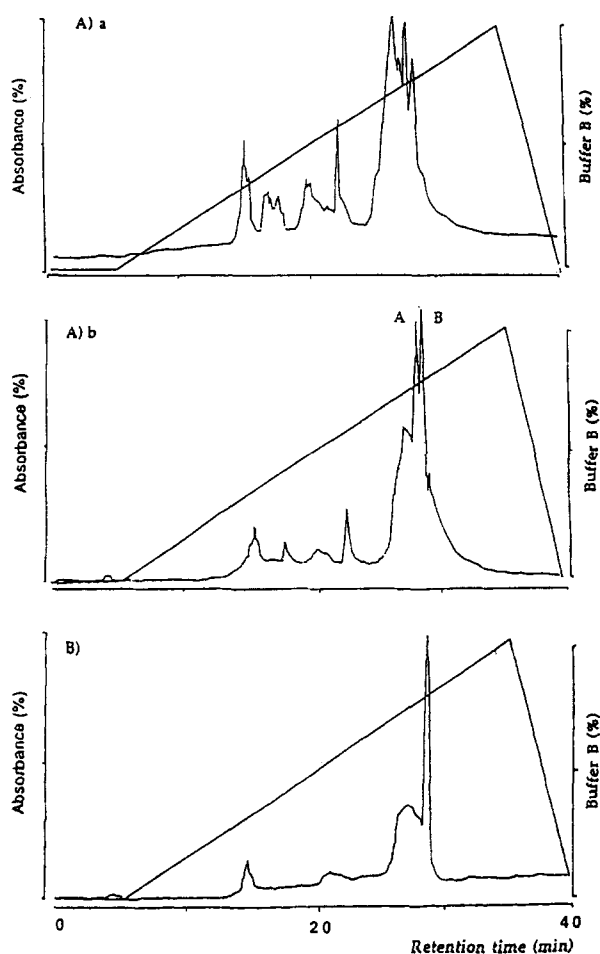 A) a
Absorbance (%)
Buffer B (%)
A) b
A B
Absorbance (%)
Buffer B (%)
B)
Absorbance (%)
Buffer B (%)
0 20 40
Retention time (min)